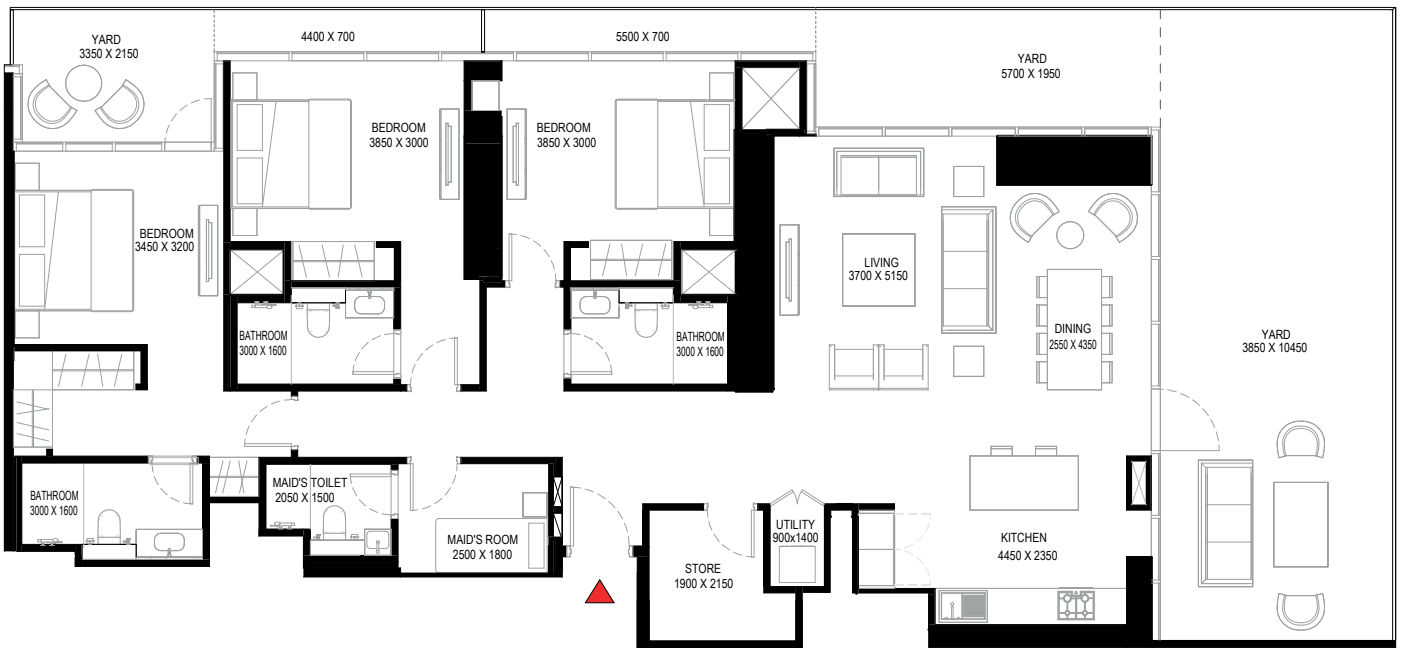 YARD
3350 X 2150
4400 X 700
5500 X 700
YARD
5700 X 1950
BEDROOM
3850 X 3000
BEDROOM
3850 X 3000
BEDROOM
3450 X 3200
LIVING
3700 X 5150
BATHROOM
3000 X 1600
BATHROOM
3000 X 1600
DINING
2550 X 4350
YARD
3850 X 10450
BATHROOM
3000 X 1600
MAID'S TOILET
2050 X 1500
MAID'S ROOM
2500 X 1800
STORE
1900 X 2150
UTILITY
900x1400
KITCHEN
4450 X 2350